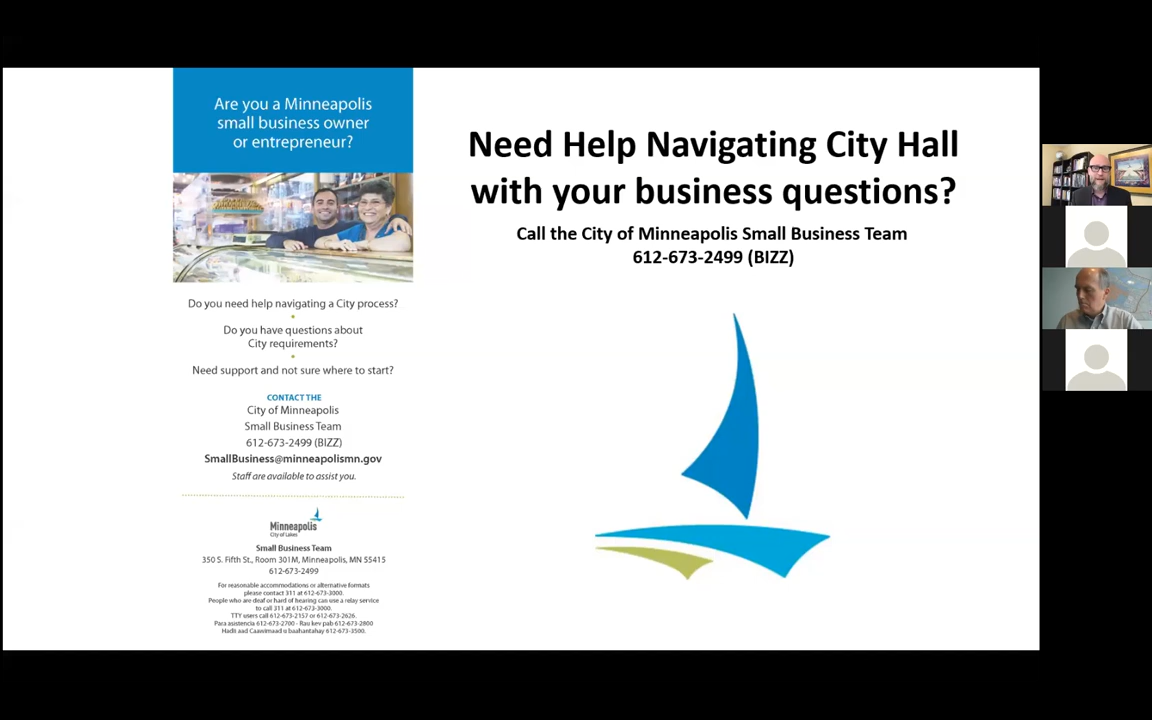 Are you a Minneapolis
small business owner
or entrepreneur?
Do you need help navigating a City process?
Do you have questions about
City requirements?
Need support and not sure where to start?
CONTACT THE
City of Minneapolis
Small Business Team
612-673-2499 (BIZZ)
SmallBusiness@minneapolismn.gov
Staff are available to assist you.
Minneapolis
City of Lakes
Small Business Team
350 S. Fifth St., Room 301M, Minneapolis, MN 55415
612-673-2499
For reasonable accommodations or alternative formats
please contact 311 at 612-673-3000.
People who are deaf or hard of hearing can use a relay service
to call 311 at 612-673-3000.
TTY users call 612-673-2157 or 612-673-2626.
Para asistencia 612-673-2700 - Rau kev pab 612-673-2800
Hadii aad Caawimaad u baahantahay 612-673-3500.
Need Help Navigating City Hall
with your business questions?
Call the City of Minneapolis Small Business Team
612-673-2499 (BIZZ)